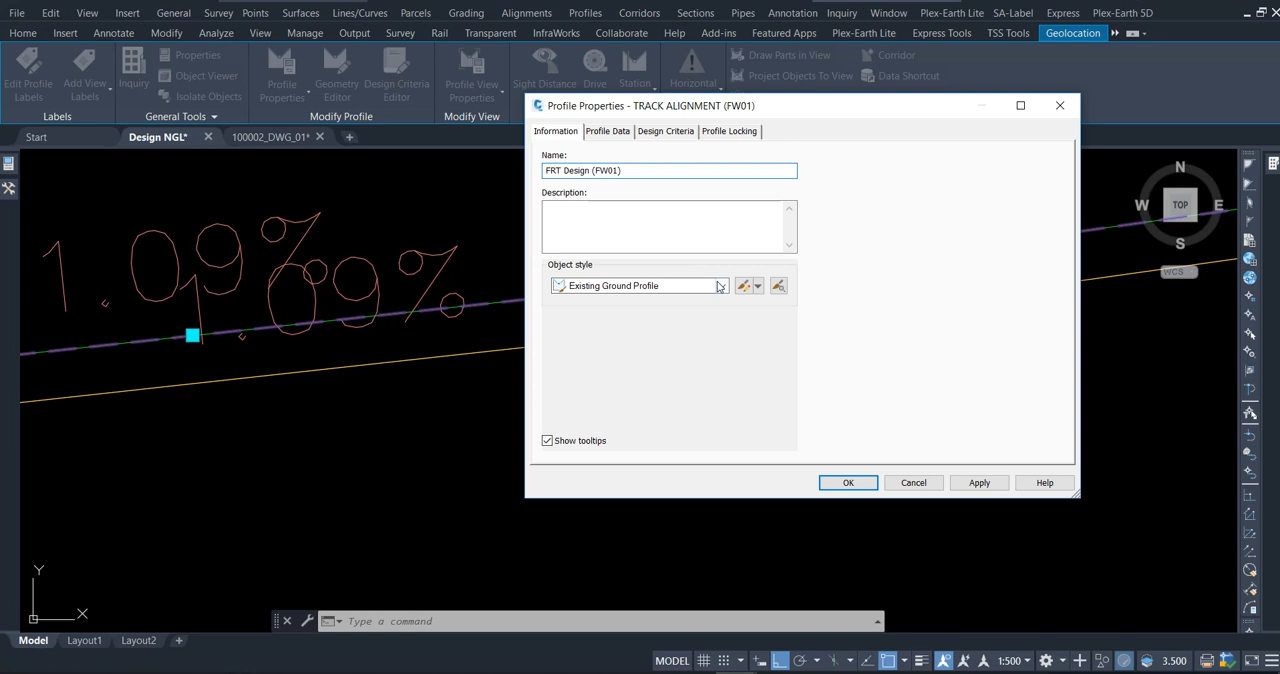 File Edit View Insert General Survey Points Surfaces Lines/Curves Parcels Grading Alignments Profiles Corridors Sections Pipes Annotation Inquiry Window Plex-Earth Lite SA-Label Express Plex-Earth 5D
Home Insert Annotate Modify Analyze View Manage Output Survey Rail Transparent InfraWorks Collaborate Help Add-ins Featured Apps Plex-Earth Lite Express Tools TSS Tools Geolocation
Edit Profile Labels
Add View Labels
Inquiry
Properties
Object Viewer
Isolate Objects
Profile Properties
Geometry Editor
Design Criteria Editor
Profile View Properties
Sight Distance
Drive
Station
Horizontal
Draw Parts in View
Project Objects To View
Corridor
Data Shortcut
Labels General Tools Modify Profile Modify View
Start Design NGL* 100002_DWG_01*
Profile Properties - TRACK ALIGNMENT (FW01)
Information Profile Data Design Criteria Profile Locking
Name:
FRT Design (FW01)
Description:
Object style
Existing Ground Profile
Show tooltips
OK Cancel Apply Help
N
W TOP E
S
WCS
1.09%
1.80%
Y
X
Type a command
Model Layout1 Layout2
MODEL 1:500 3.500